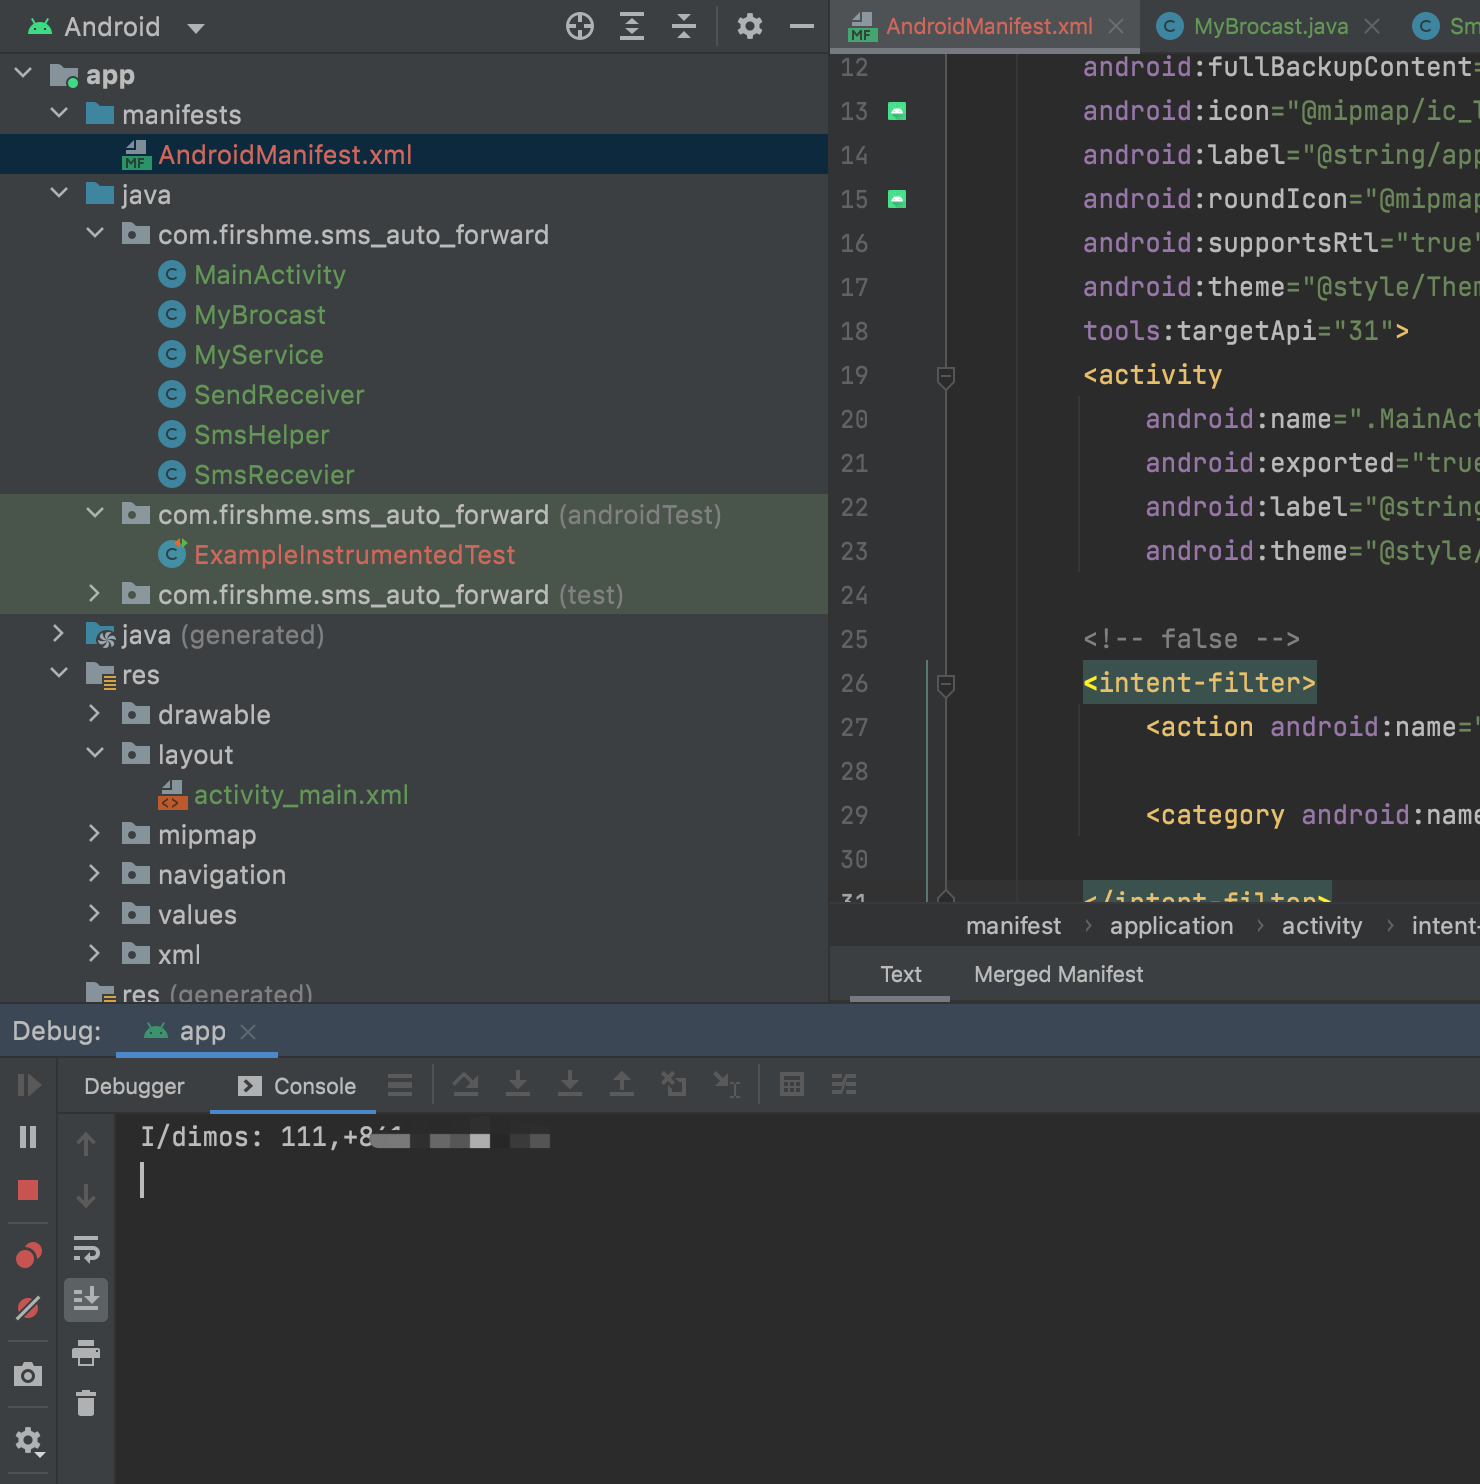 Android
app
manifests
AndroidManifest.xml
java
com.firshme.sms_auto_forward
MainActivity
MyBrocast
MyService
SendReceiver
SmsHelper
SmsRecevier
com.firshme.sms_auto_forward (androidTest)
ExampleInstrumentedTest
com.firshme.sms_auto_forward (test)
java (generated)
res
drawable
layout
activity_main.xml
mipmap
navigation
values
xml
res (generated)
AndroidManifest.xml
MyBrocast.java
Sm
12 android:fullBackupContent=
13 android:icon="@mipmap/ic_l
14 android:label="@string/app
15 android:roundIcon="@mipmap
16 android:supportsRtl="true"
17 android:theme="@style/Them
18 tools:targetApi="31">
19 <activity
20 android:name=".MainAct
21 android:exported="true
22 android:label="@string
23 android:theme="@style/
24
25 <!-- false -->
26 <intent-filter>
27 <action android:name="
28
29 <category android:name
30
31 </intent-filter>
manifest > application > activity > intent-
Text Merged Manifest
Debug: app
Debugger Console
I/dimos: 111,+86